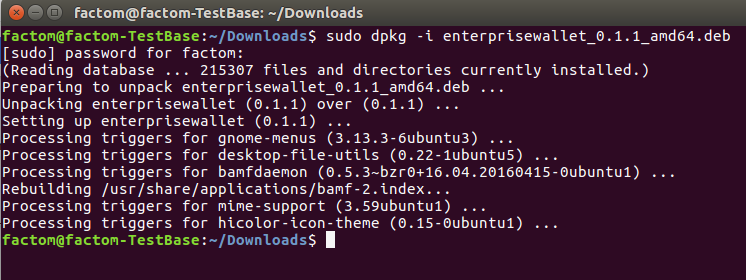 factom@factom-TestBase: ~/Downloads
factom@factom-TestBase:~/Downloads$ sudo dpkg -i enterprisewallet_0.1.1_amd64.deb
[sudo] password for factom:
(Reading database ... 215307 files and directories currently installed.)
Preparing to unpack enterprisewallet_0.1.1_amd64.deb ...
Unpacking enterprisewallet (0.1.1) over (0.1.1) ...
Setting up enterprisewallet (0.1.1) ...
Processing triggers for gnome-menus (3.13.3-6ubuntu3) ...
Processing triggers for desktop-file-utils (0.22-1ubuntu5) ...
Processing triggers for bamfdaemon (0.5.3~bzr0+16.04.20160415-0ubuntu1) ...
Rebuilding /usr/share/applications/bamf-2.index...
Processing triggers for mime-support (3.59ubuntu1) ...
Processing triggers for hicolor-icon-theme (0.15-0ubuntu1) ...
factom@factom-TestBase:~/Downloads$